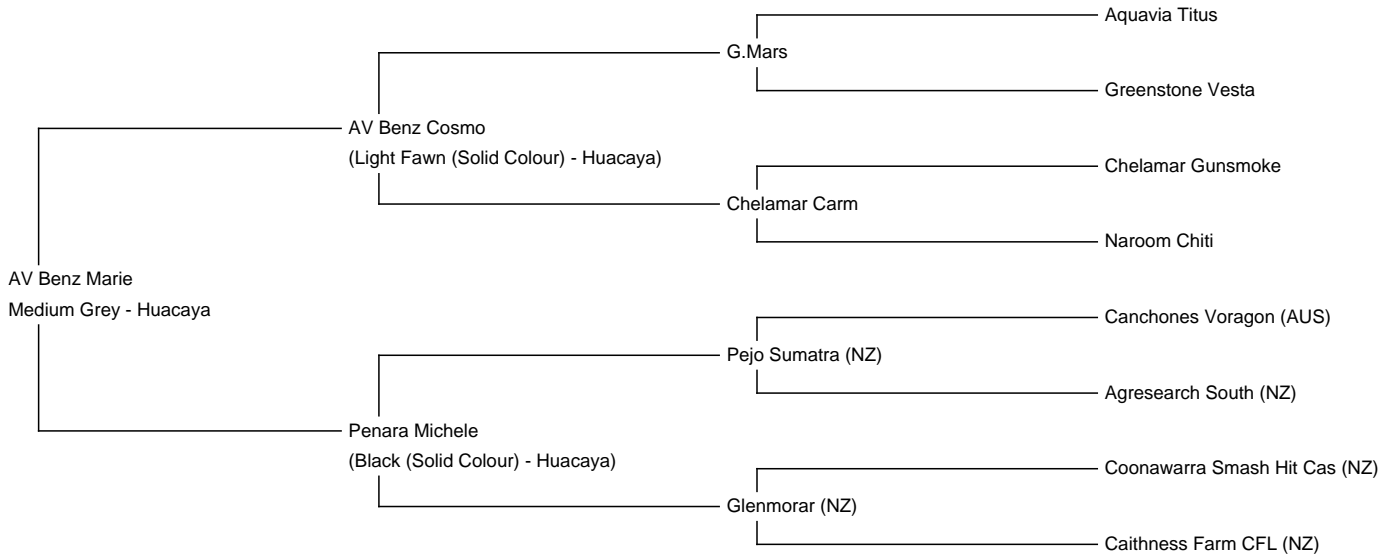 Aquavia Titus
G.Mars
Greenstone Vesta
AV Benz Cosmo
(Light Fawn (Solid Colour) - Huacaya)
Chelamar Gunsmoke
Chelamar Carm
Naroom Chiti
AV Benz Marie
Medium Grey - Huacaya
Canchones Voragon (AUS)
Pejo Sumatra (NZ)
Agresearch South (NZ)
Penara Michele
(Black (Solid Colour) - Huacaya)
Coonawarra Smash Hit Cas (NZ)
Glenmorar (NZ)
Caithness Farm CFL (NZ)